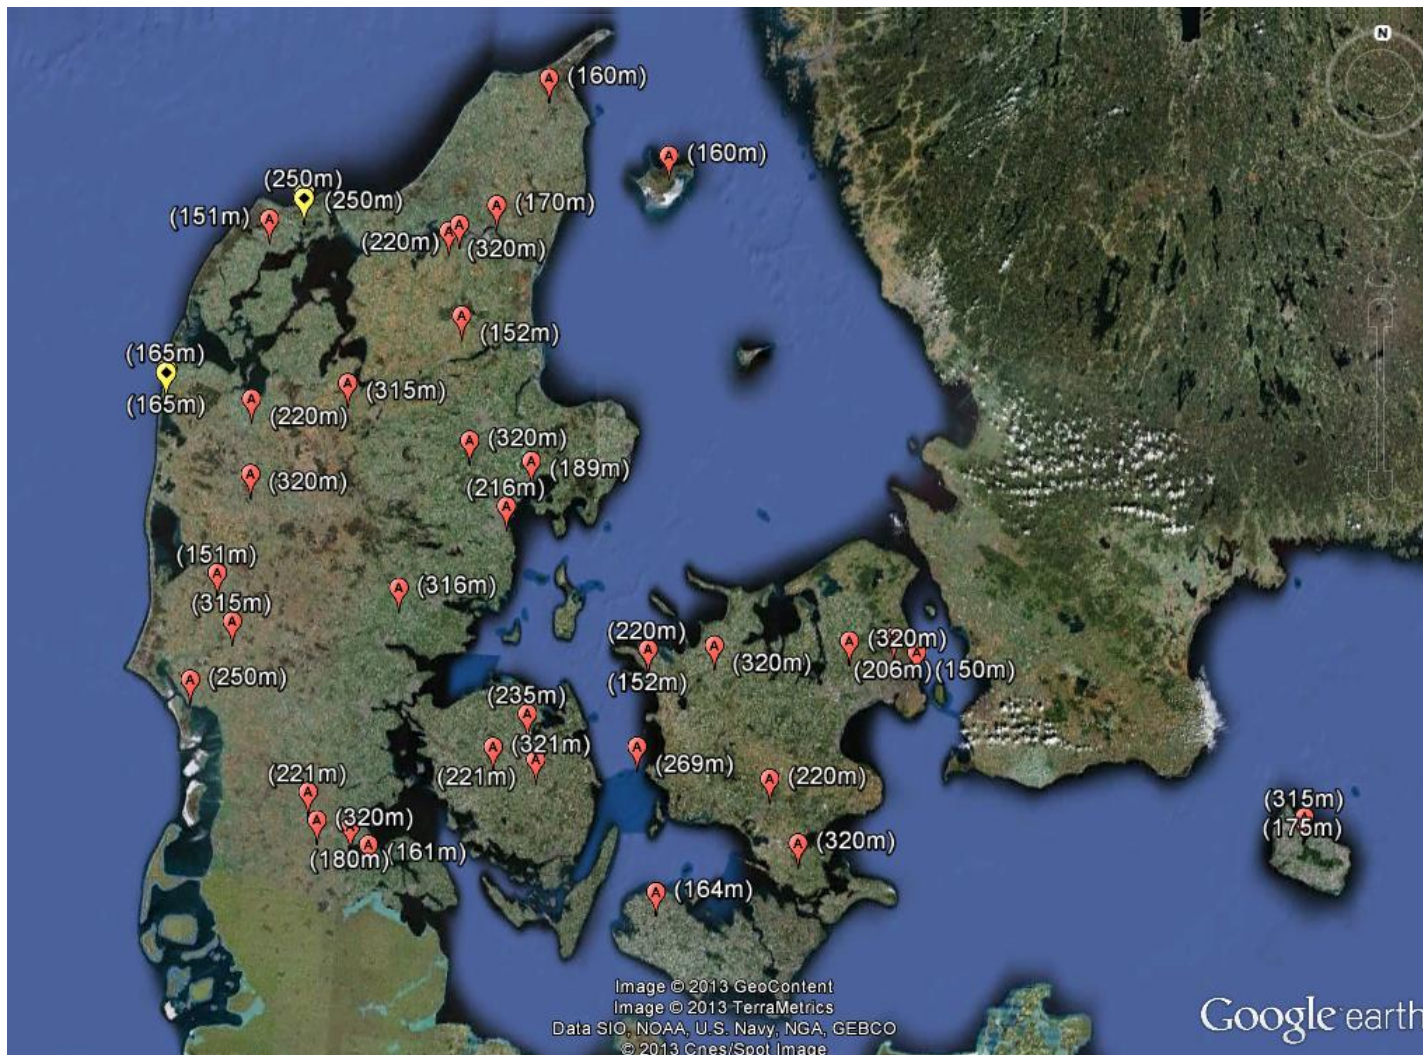 N
(160m)
(160m)
(250m)
(250m)
(151m)
(170m)
(220m)
(320m)
(152m)
(165m)
(165m)
(315m)
(220m)
(320m)
(189m)
(320m)
(216m)
(151m)
(316m)
(315m)
(220m)
(320m)
(320m)
(206m)
(150m)
(152m)
(250m)
(235m)
(321m)
(221m)
(269m)
(220m)
(221m)
(320m)
(180m)
(161m)
(320m)
(164m)
(315m)
(175m)
Image © 2013 GeoContent
Image © 2013 TerraMetrics
Data SIO, NOAA, U.S. Navy, NGA, GEBCO
© 2013 Cnes/Spot Image
Google earth